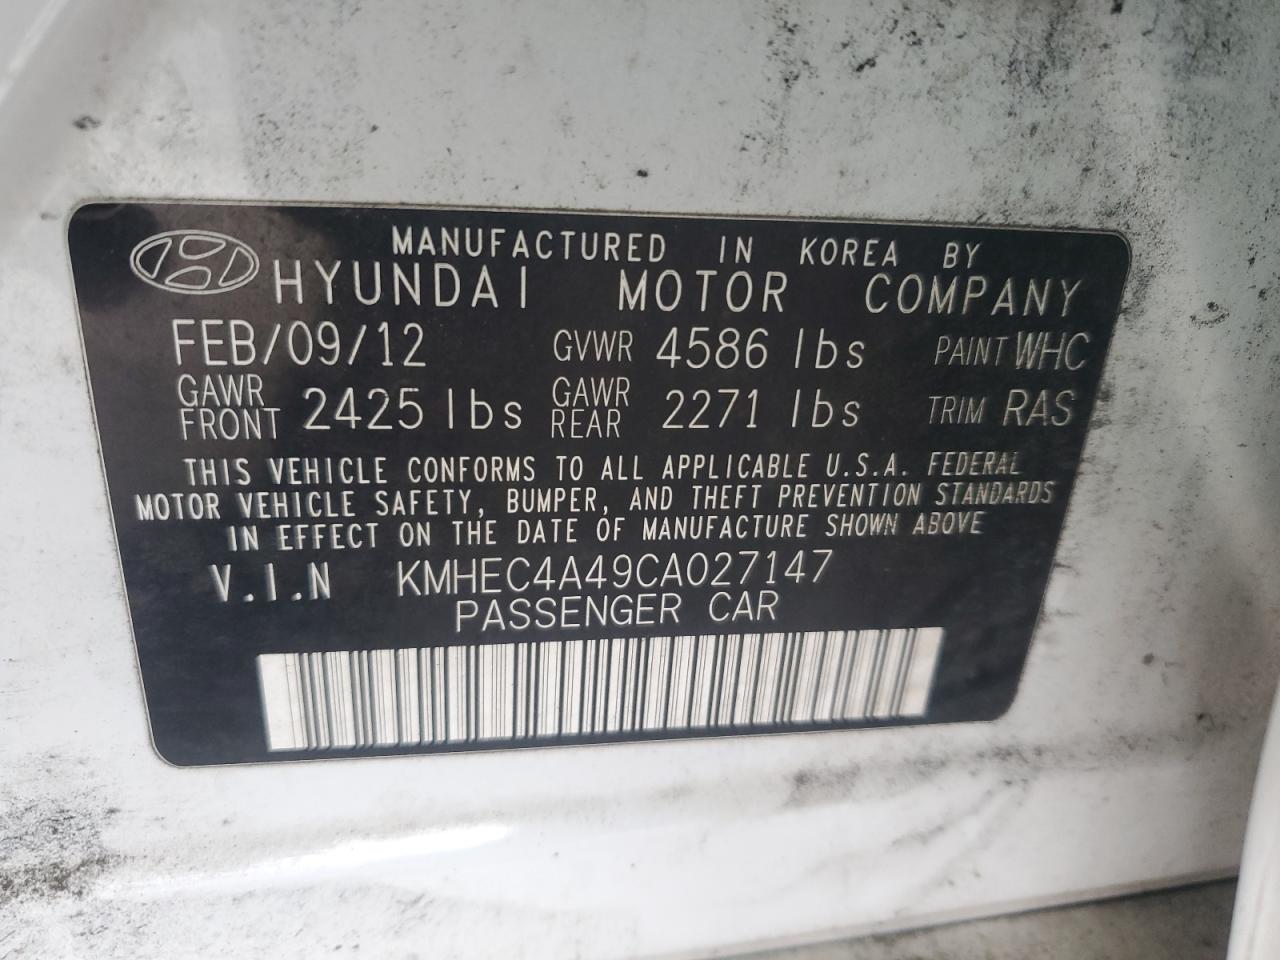 MANUFACTURED IN KOREA BY
HYUNDAI MOTOR COMPANY
FEB/09/12 GVWR 4586 lbs PAINT WHC
GAWR FRONT 2425 lbs GAWR REAR 2271 lbs TRIM RAS
THIS VEHICLE CONFORMS TO ALL APPLICABLE U.S.A. FEDERAL
MOTOR VEHICLE SAFETY, BUMPER, AND THEFT PREVENTION STANDARDS
IN EFFECT ON THE DATE OF MANUFACTURE SHOWN ABOVE
V.I.N KMHEC4A49CA027147
PASSENGER CAR